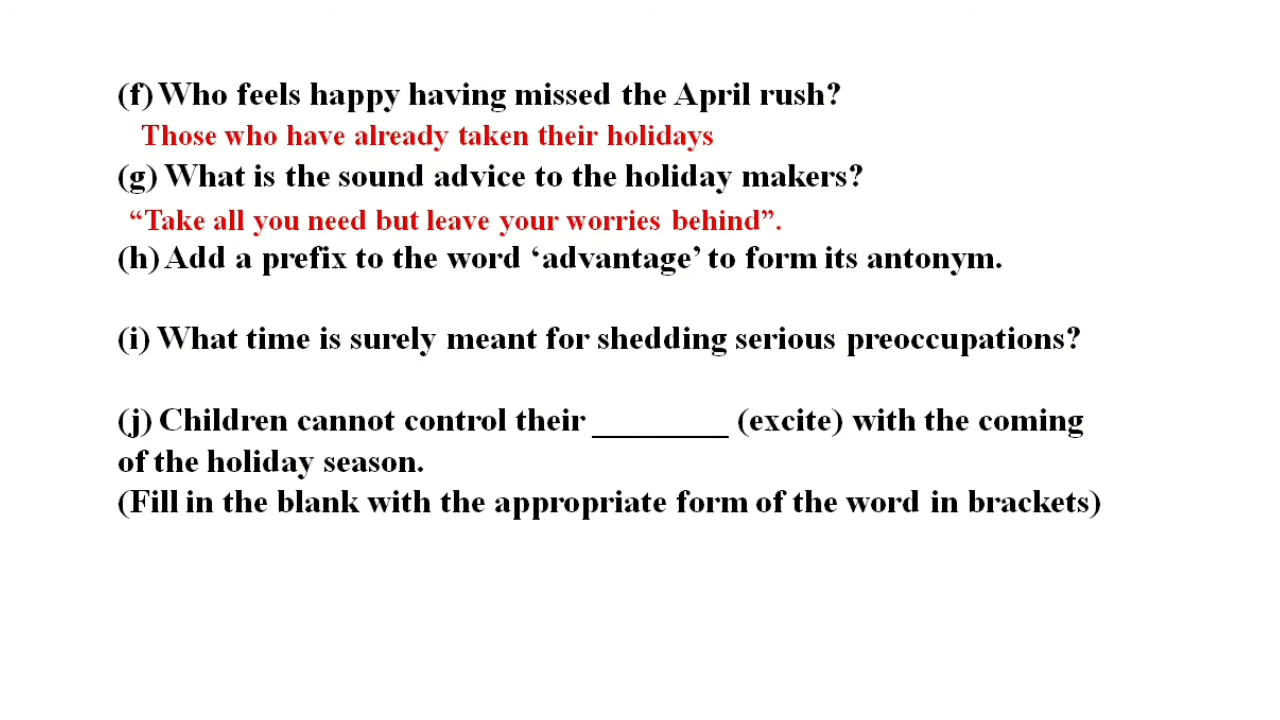 (f) Who feels happy having missed the April rush?
Those who have already taken their holidays
(g) What is the sound advice to the holiday makers?
“Take all you need but leave your worries behind”.
(h) Add a prefix to the word ‘advantage’ to form its antonym.
(i) What time is surely meant for shedding serious preoccupations?
(j) Children cannot control their ________ (excite) with the coming
of the holiday season.
(Fill in the blank with the appropriate form of the word in brackets)